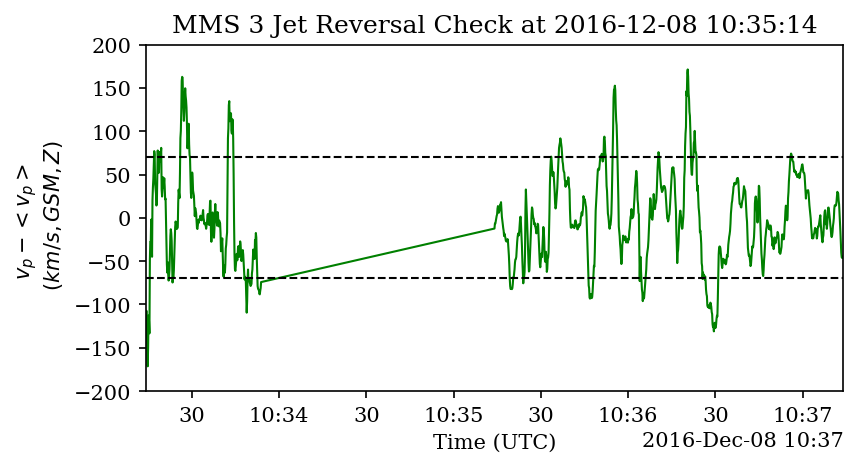 MMS 3 Jet Reversal Check at 2016-12-08 10:35:14
v_p − < v_p >
(km/s, GSM, Z)
200
150
100
50
0
−50
−100
−150
−200
30 10:34 30 10:35 30 10:36 30 10:37
Time (UTC)
2016-Dec-08 10:37